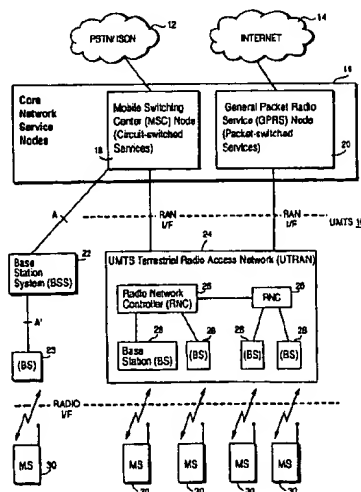 12
14
PSTN/ISDN
INTERNET
16
Core
Network
Service
Nodes
Mobile Switching
Center (MSC) Node
(Circuit-switched
Services)
18
General Packet Radio
Service (GPRS) Node
(Packet-switched
Services)
20
A
RAN
I/F
RAN
I/F
UMTS 10
24
22
Base
Station
System (BSS)
UMTS Terrestrial Radio Access Network (UTRAN)
Radio Network
Controller (RNC)
26
RNC
26
A'
23
(BS)
28
Base
Station (BS)
28
(BS)
28
(BS)
28
(BS)
RADIO
I/F
MS
MS
MS
MS
MS
30
30
30
30
30